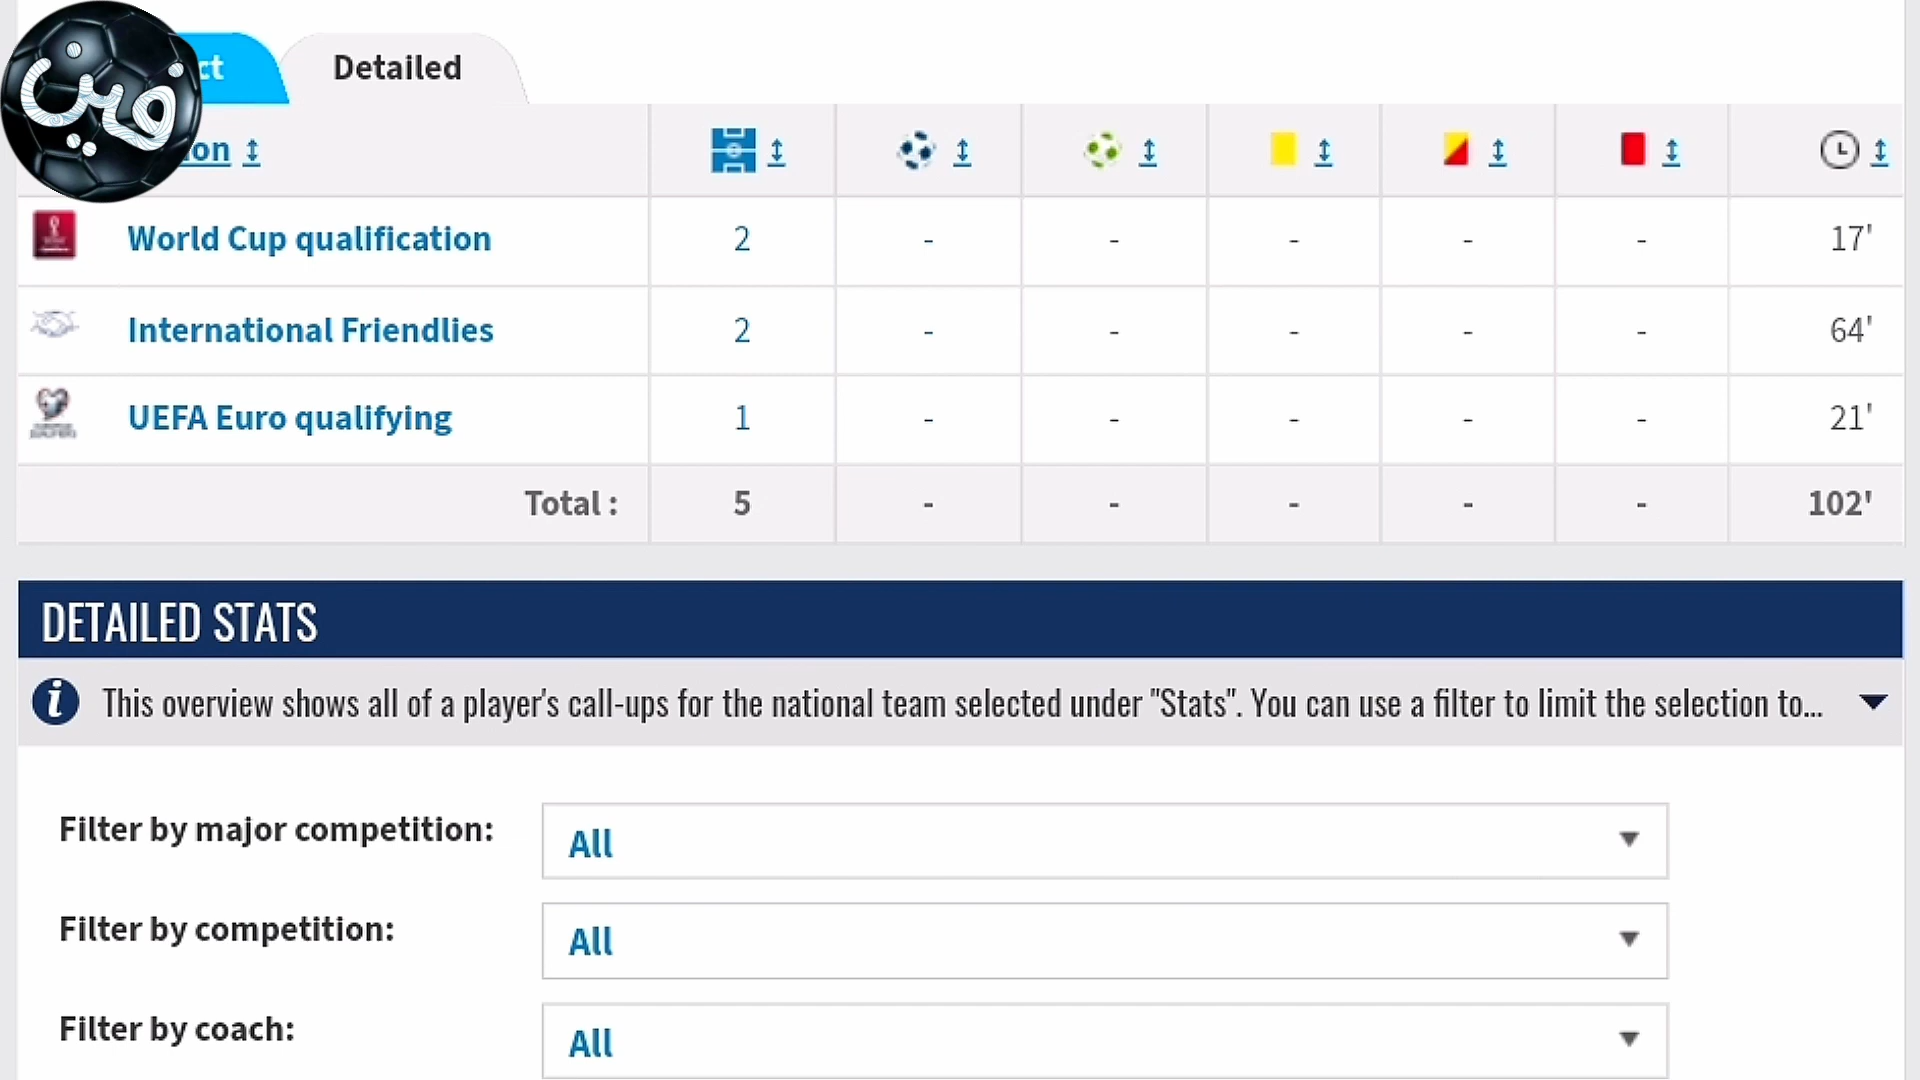 فين
ct
Detailed
on
World Cup qualification 2 - - - - - 17'
International Friendlies 2 - - - - - 64'
UEFA Euro qualifying 1 - - - - - 21'
Total : 5 - - - - - 102'
DETAILED STATS
This overview shows all of a player's call-ups for the national team selected under "Stats". You can use a filter to limit the selection to...
Filter by major competition: All
Filter by competition: All
Filter by coach: All